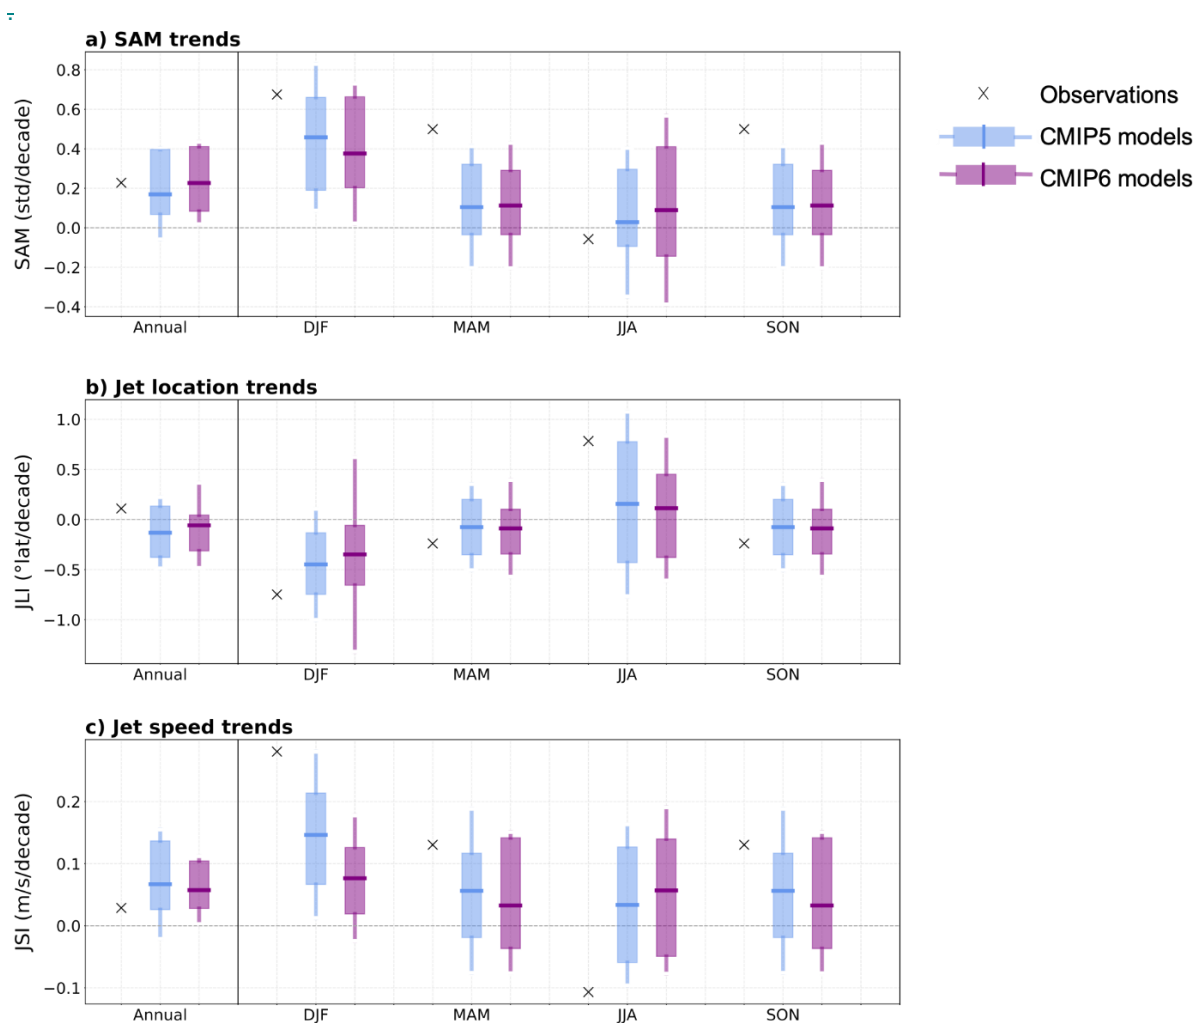 a) SAM trends
SAM (std/decade)
0.8
0.6
0.4
0.2
0.0
−0.2
−0.4
Annual DJF MAM JJA SON
Observations
CMIP5 models
CMIP6 models
b) Jet location trends
JLI (°lat/decade)
1.0
0.5
0.0
−0.5
−1.0
Annual DJF MAM JJA SON
c) Jet speed trends
JSI (m/s/decade)
0.2
0.1
0.0
−0.1
Annual DJF MAM JJA SON